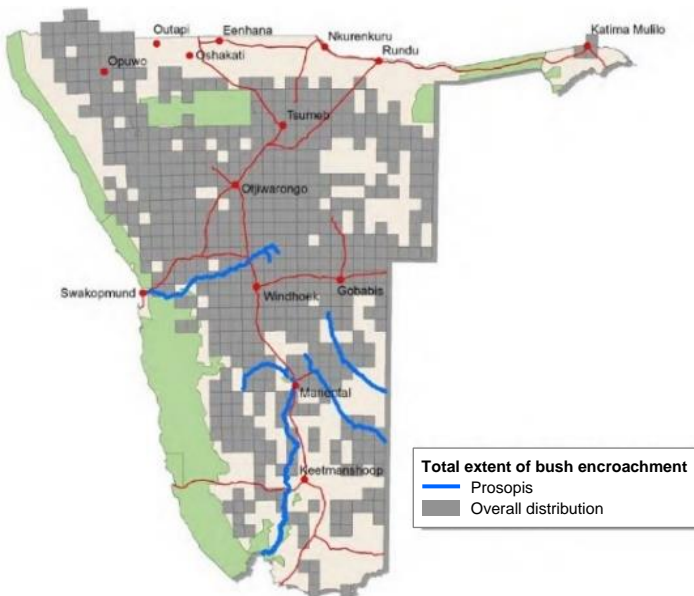 Outapi
Eenhana
Nkurenkuru
Katima Mulilo
Oshakati
Rundu
Opuwo
Tsumeb
Otjiwarongo
Swakopmund
Windhoek
Gobabis
Mariental
Keetmanshoop
Total extent of bush encroachment
Prosopis
Overall distribution